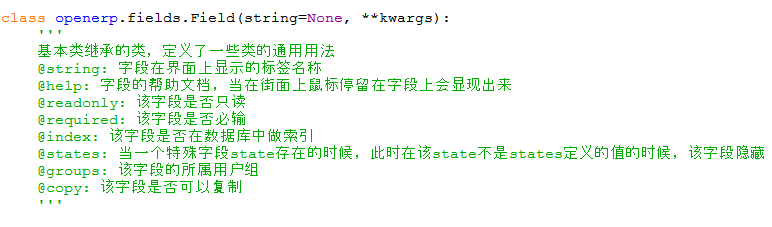 class openerp.fields.Field(string=None, **kwargs):
'''
基本类继承的类，定义了一些类的通用用法
@string: 字段在界面上显示的标签名称
@help: 字段的帮助文档，当在街面上鼠标停留在字段上会显现出来
@readonly: 该字段是否只读
@required: 该字段是否必输
@index: 该字段是否在数据库中做索引
@states: 当一个特殊字段state存在的时候，此时在该state不是states定义的值的时候，该字段隐藏
@groups: 该字段的所属用户组
@copy: 该字段是否可以复制
'''